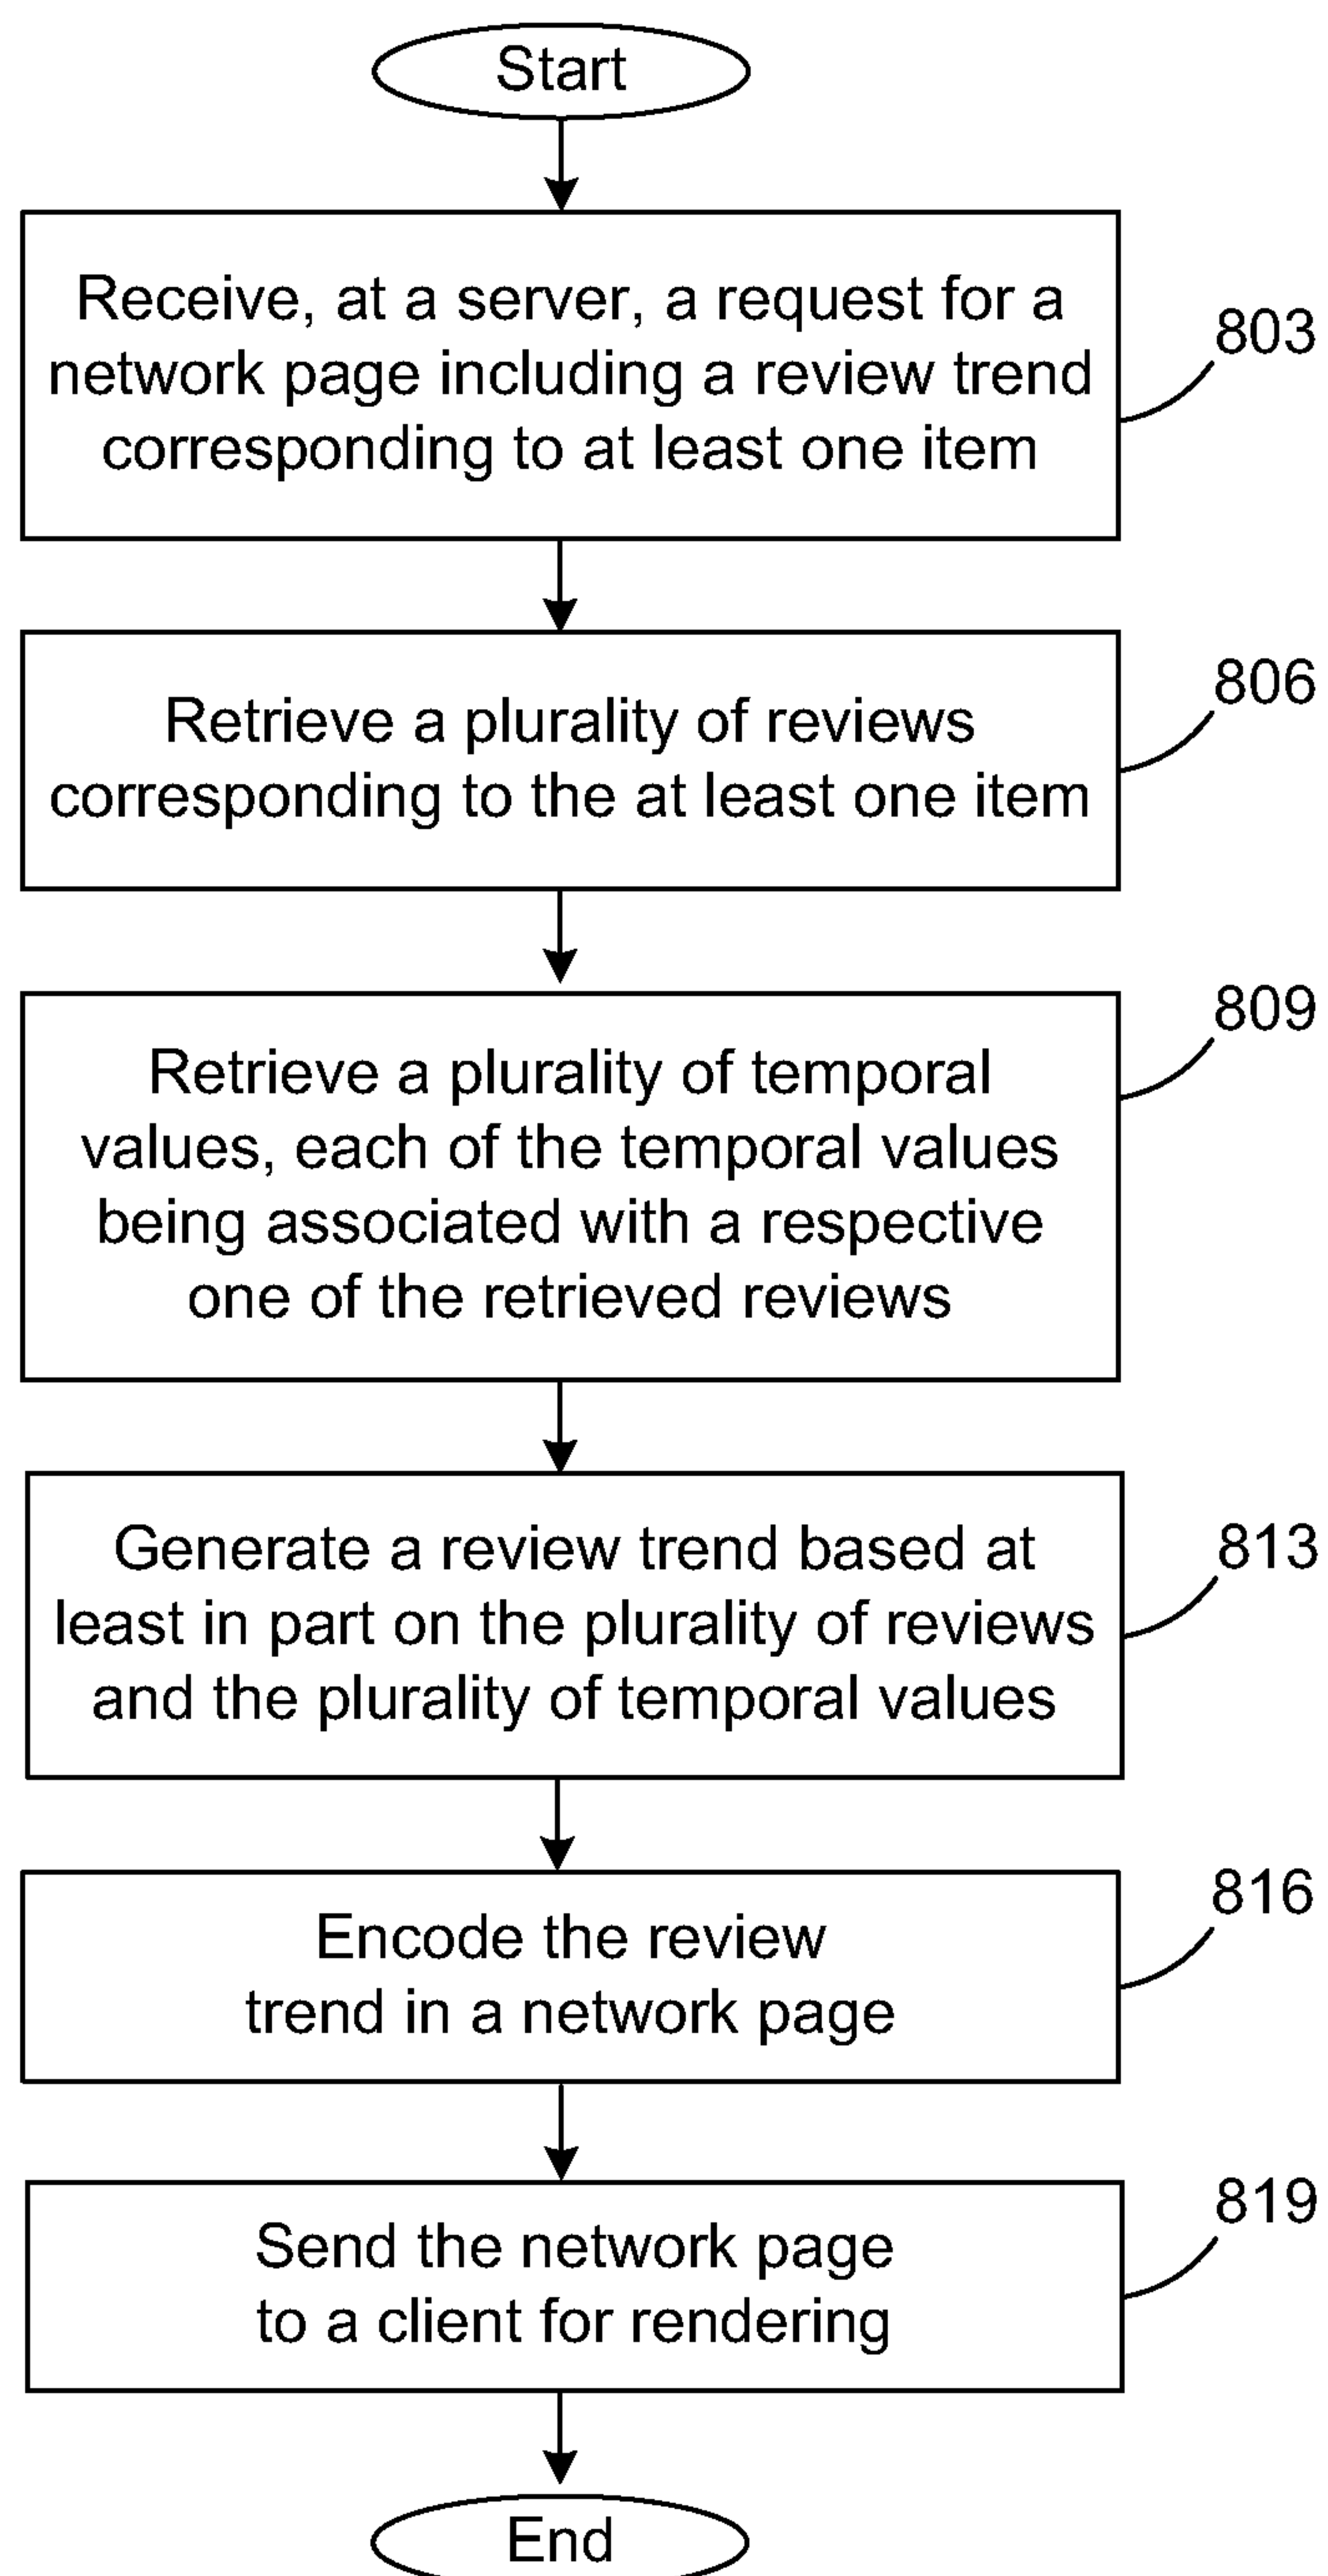 Start
Receive, at a server, a request for a
network page including a review trend
corresponding to at least one item
803
Retrieve a plurality of reviews
corresponding to the at least one item
806
Retrieve a plurality of temporal
values, each of the temporal values
being associated with a respective
one of the retrieved reviews
809
Generate a review trend based at
least in part on the plurality of reviews
and the plurality of temporal values
813
Encode the review
trend in a network page
816
Send the network page
to a client for rendering
819
End